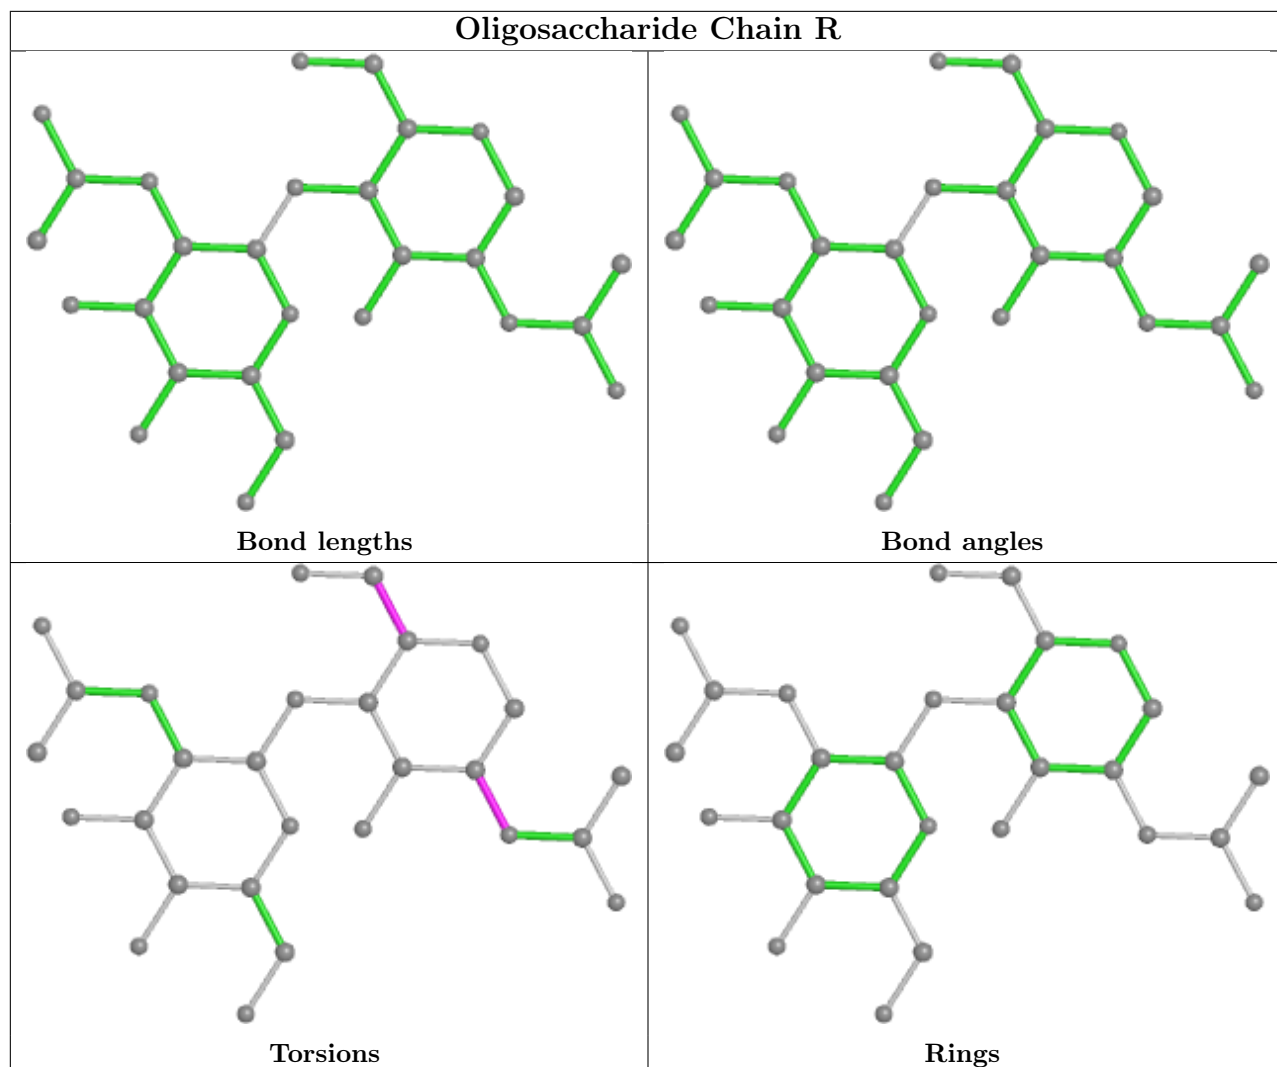 Oligosaccharide Chain R
Bond lengths
Bond angles
Torsions
Rings